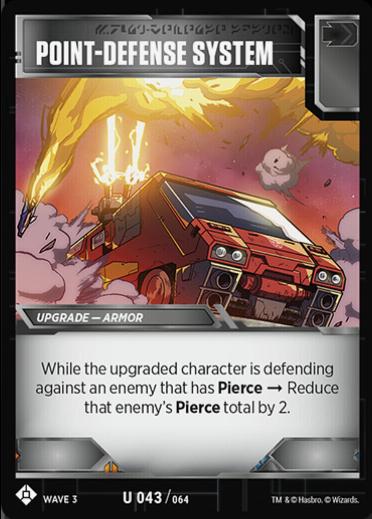 POINT-DEFENSE SYSTEM
UPGRADE — ARMOR
While the upgraded character is defending
against an enemy that has Pierce → Reduce
that enemy's Pierce total by 2.
WAVE 3 U 043/064 TM & © Hasbro. © Wizards.